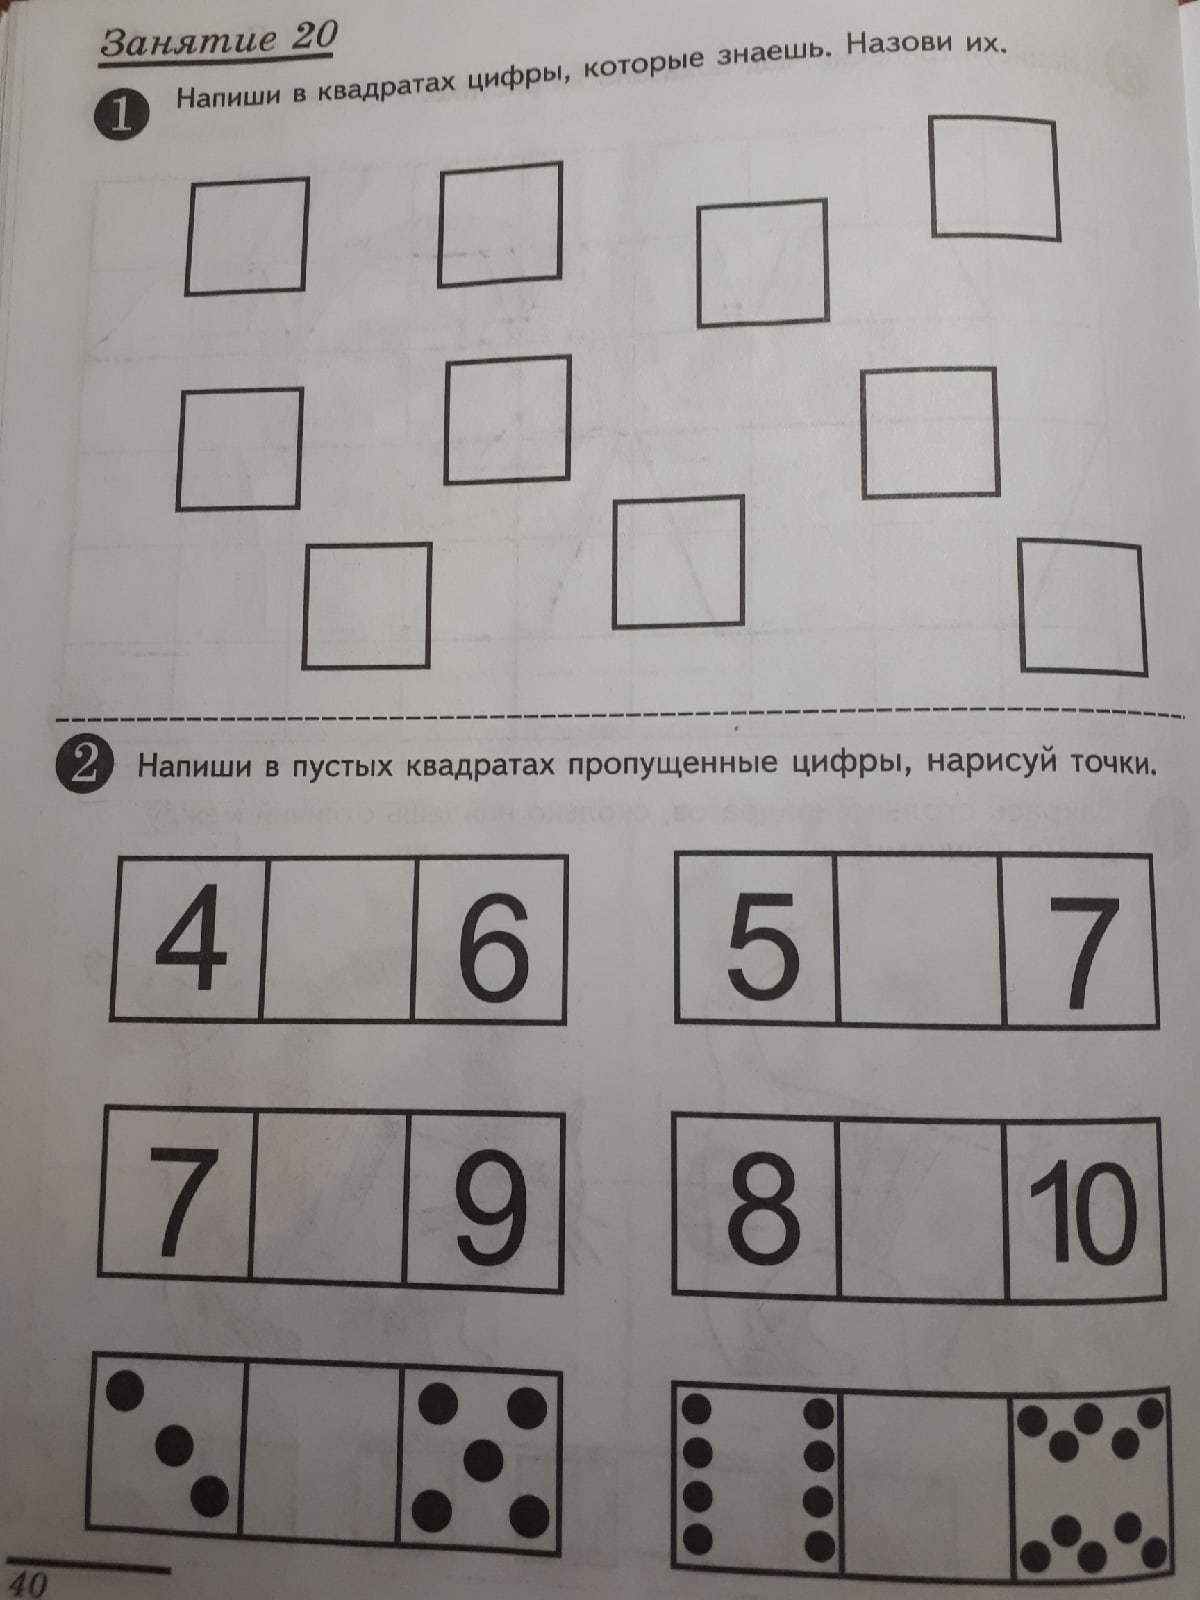 Занятие 20
1 Напиши в квадратах цифры, которые знаешь. Назови их.
2 Напиши в пустых квадратах пропущенные цифры, нарисуй точки.
4 6 5 7
7 9 8 10
40